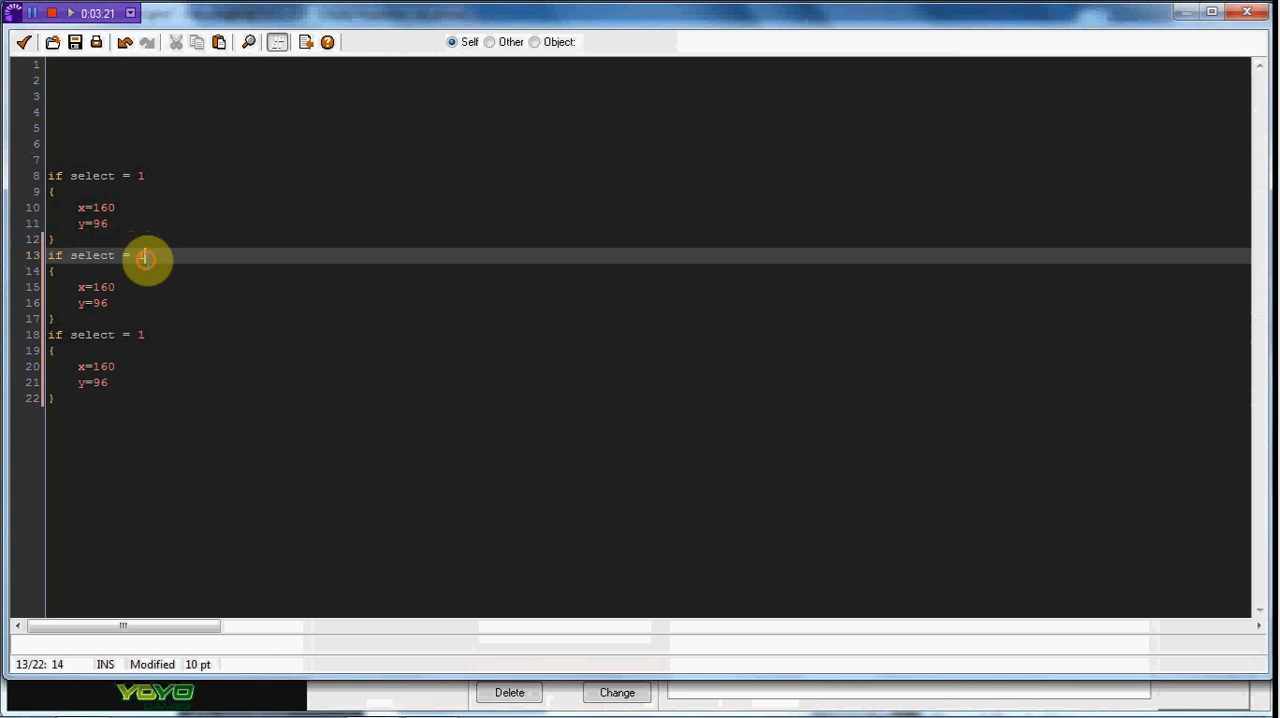 0:03:21
Self Other Object:
1
2
3
4
5
6
7
8 if select = 1
9 {
10 x=160
11 y=96
12 }
13 if select = 1
14 {
15 x=160
16 y=96
17 }
18 if select = 1
19 {
20 x=160
21 y=96
22 }
13/22: 14 INS Modified 10 pt
YOYO Delete Change
GAMES